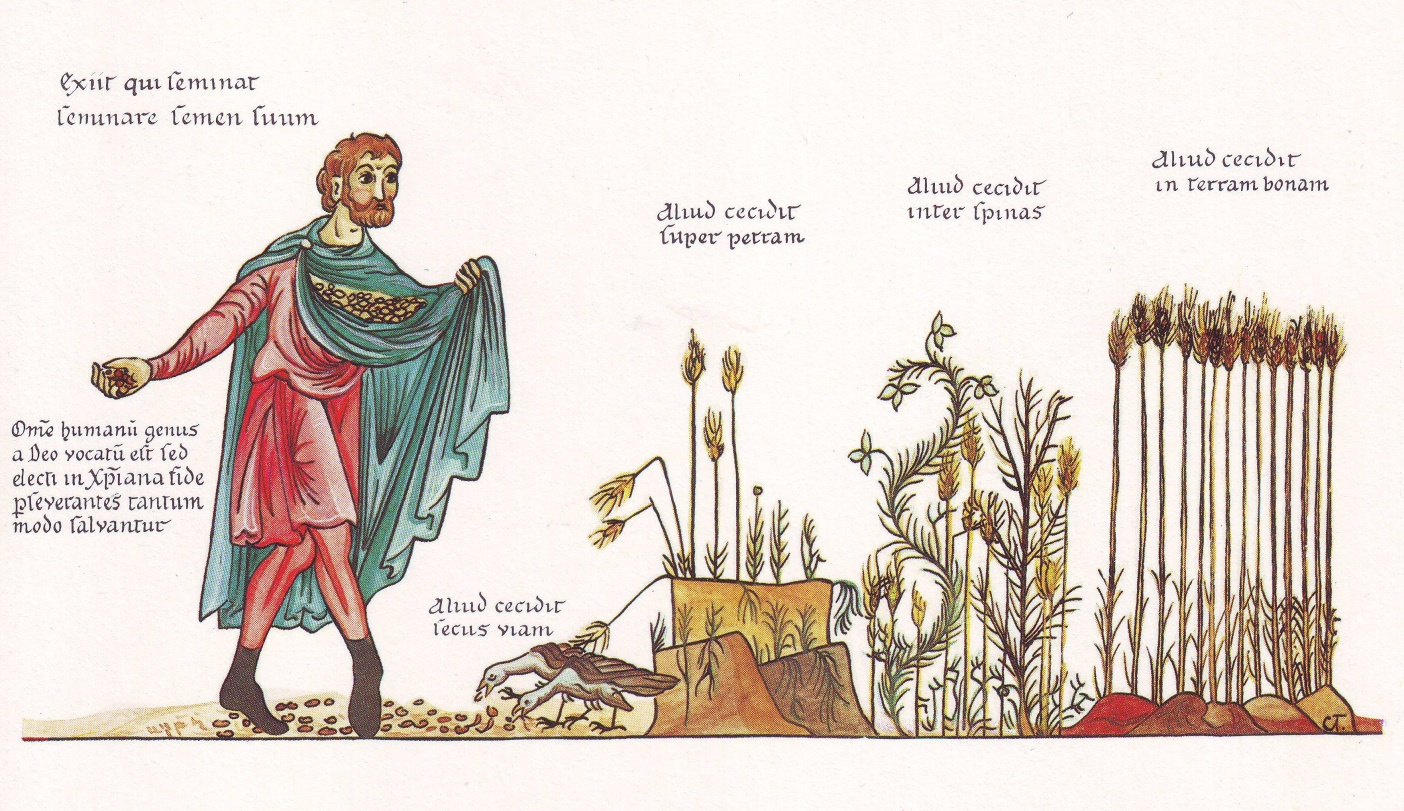 Exiit qui seminat
seminare semen suum
Aliud cecidit
in terram bonam
Aliud cecidit
inter spinas
Aliud cecidit
super petram
Om̄e humanū genus
a Deo vocatū est sed
electi in Xp̄iana fide
p̱severantes tantum
modo salvantur
Aliud cecidit
secus viam
CT.